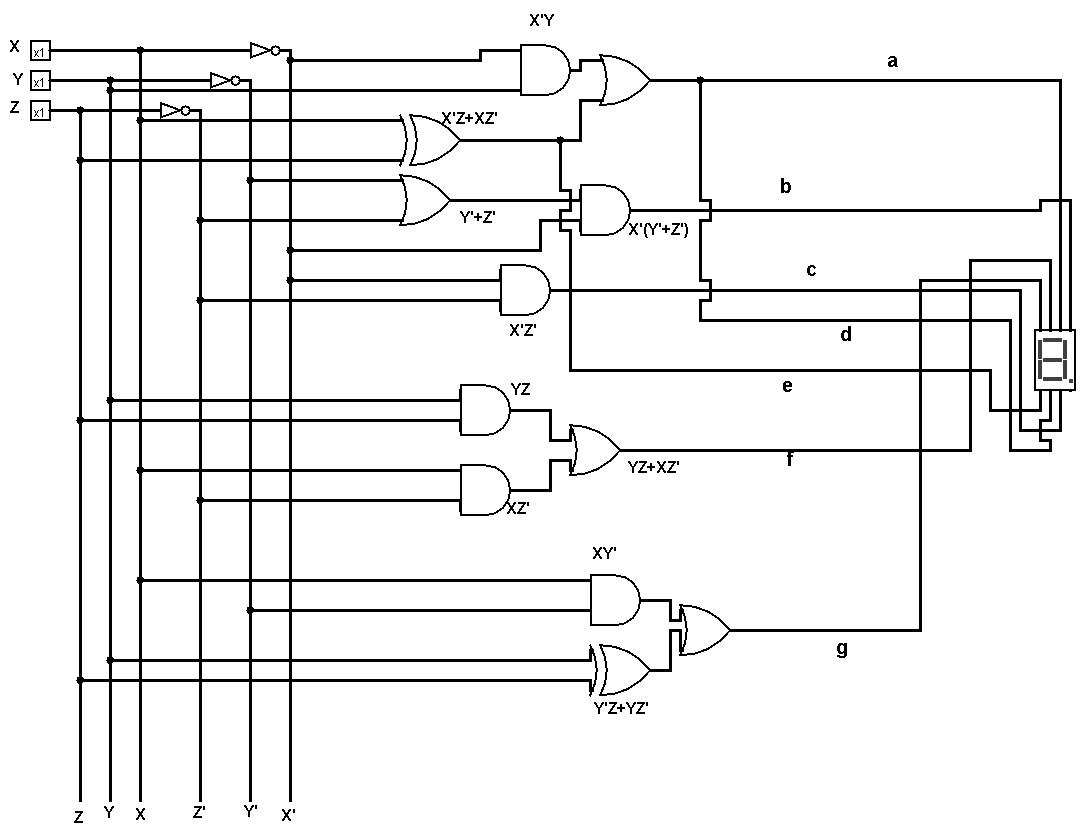 X'Y
X x1
a
Y x1
Z x1
X'Z+XZ'
b
Y'+Z'
X'(Y'+Z')
c
X'Z'
d
e
YZ
f
YZ+XZ'
XZ'
XY'
g
Y'Z+YZ'
Z Y X Z' Y' X'